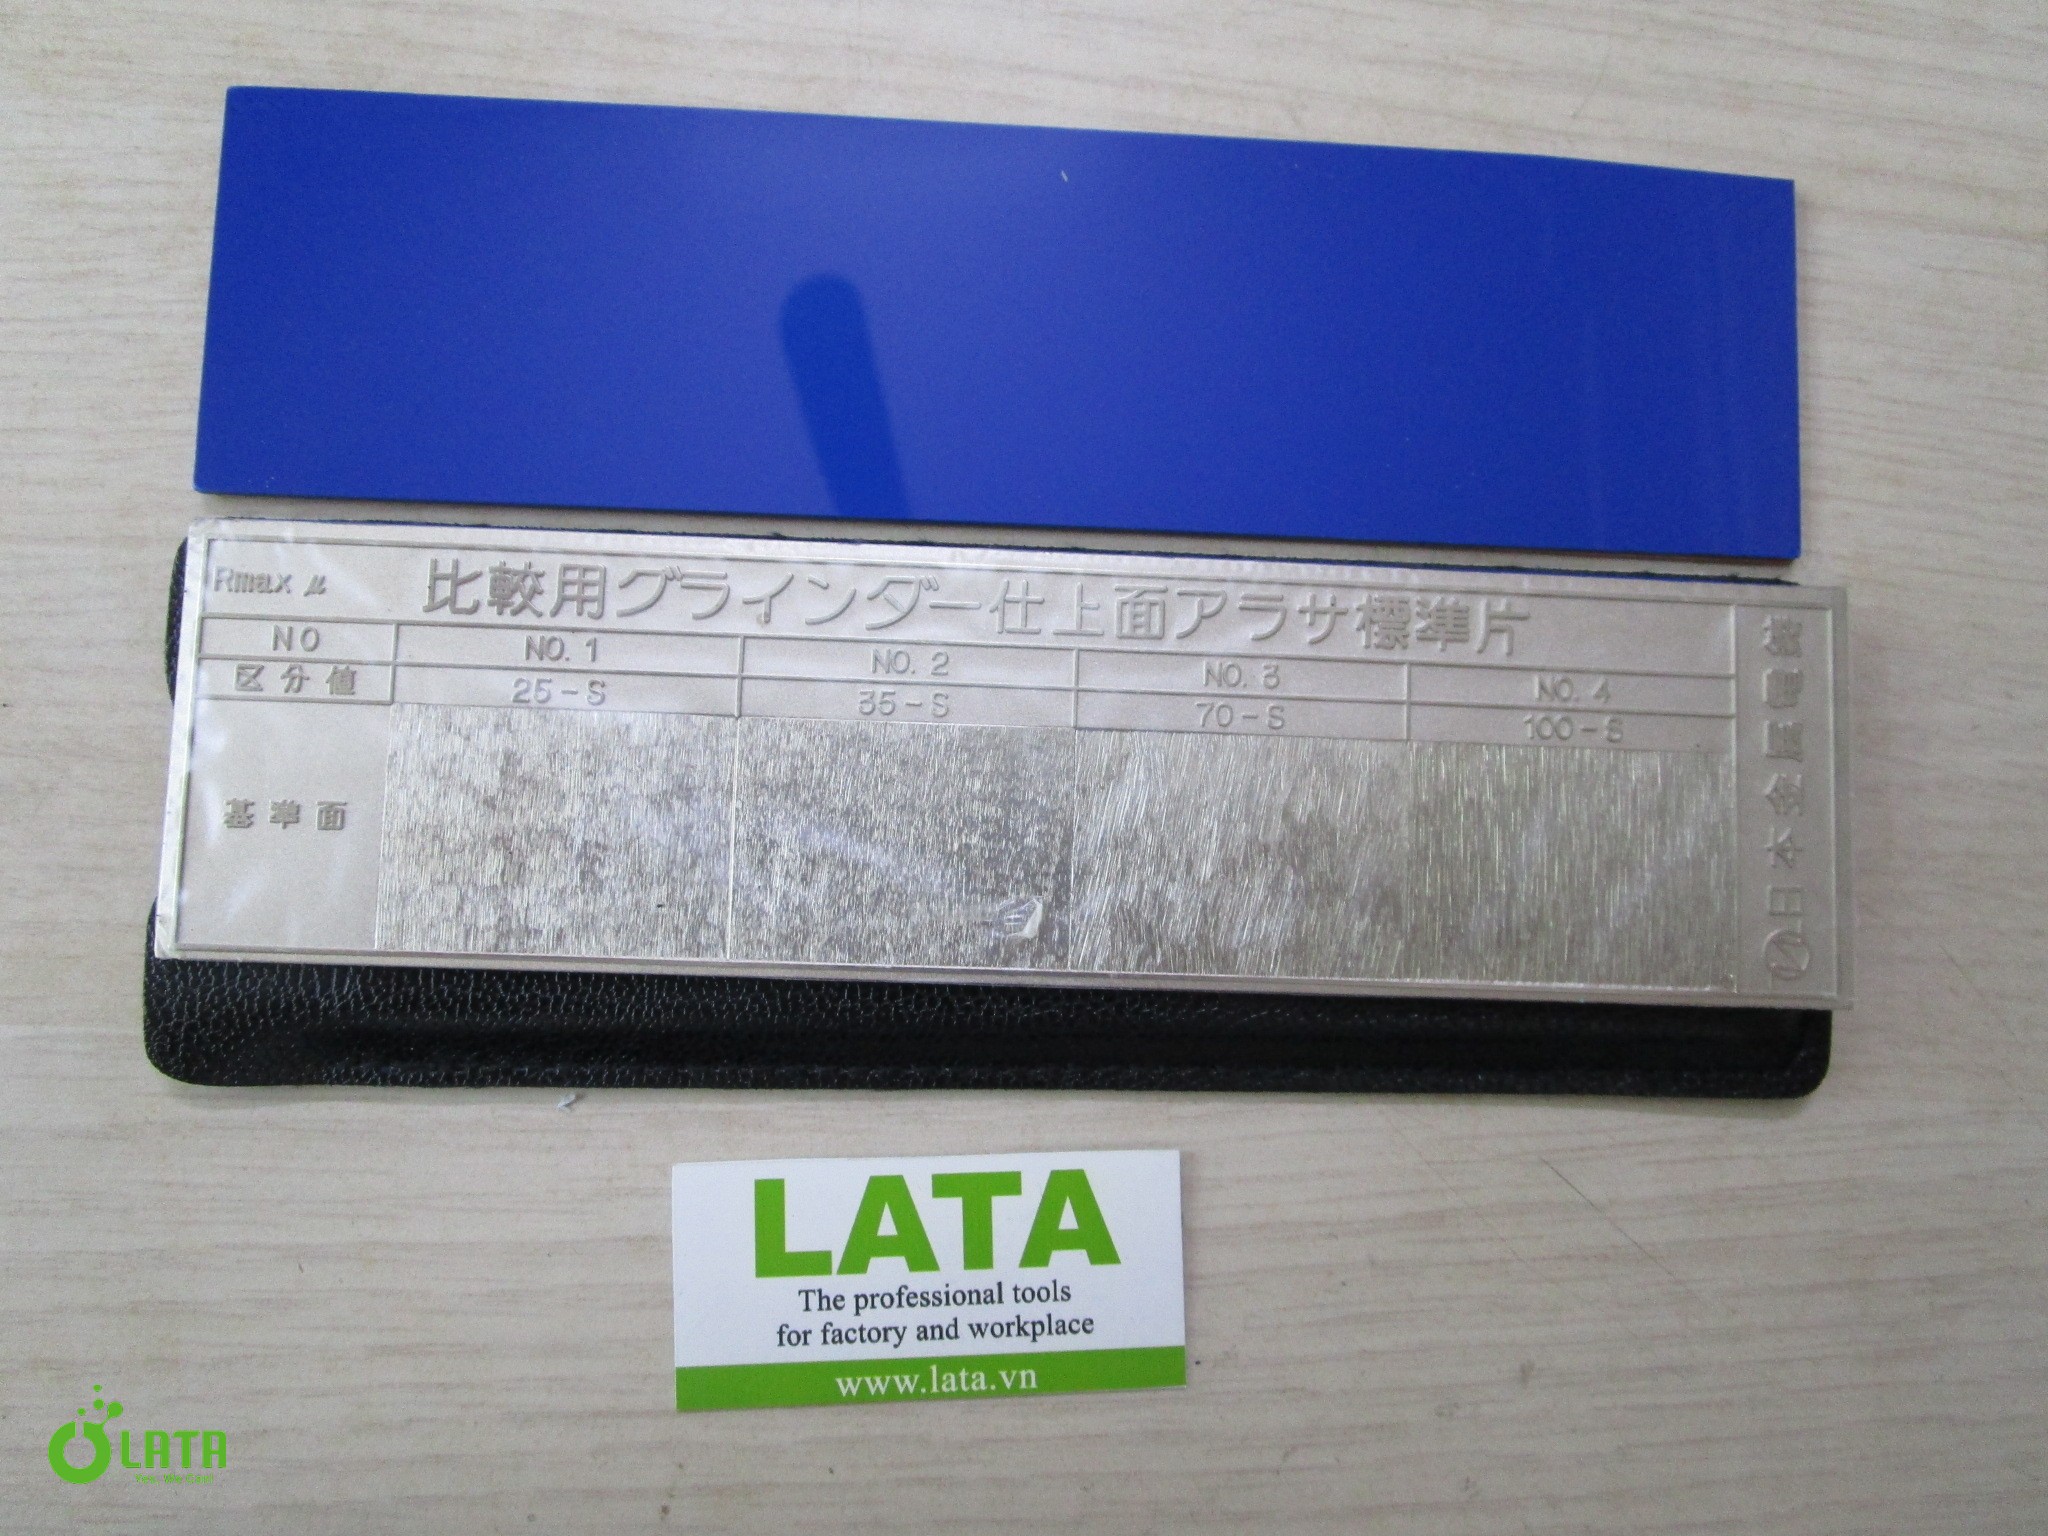 Rmax μ 比較用グラインダー仕上面アラサ標準片
NO NO. 1 NO. 2 NO. 3 NO. 4
区分値 25-S 35-S 70-S 100-S
基準面
日本金属電鋳
LATA
The professional tools
for factory and workplace
www.lata.vn
LATA